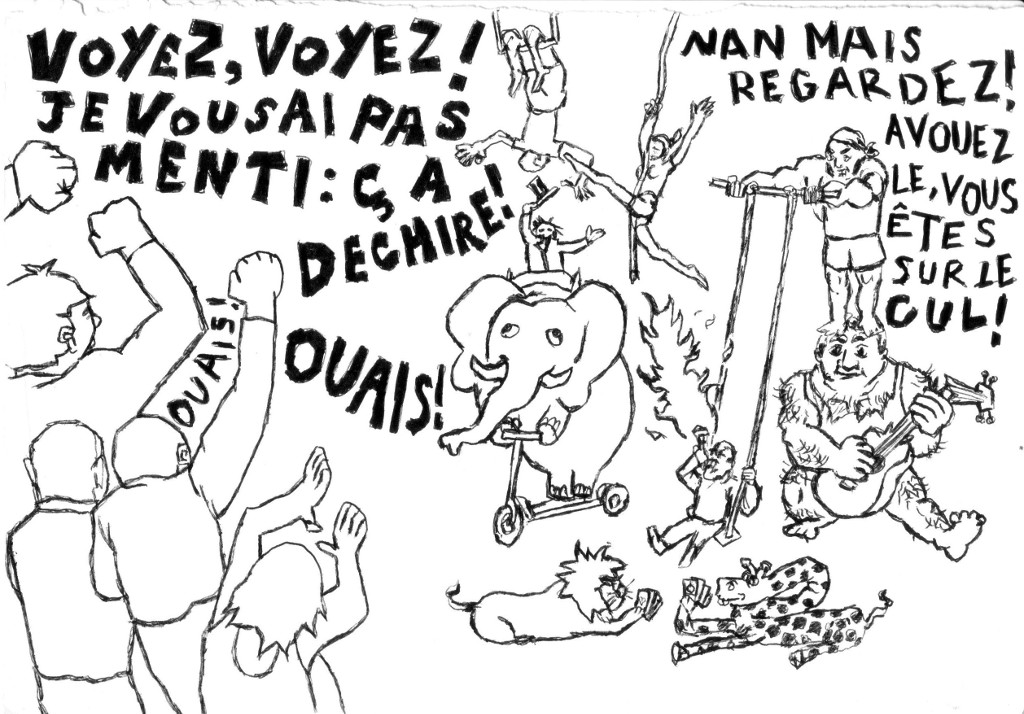 VOYEZ, VOYEZ!
JE VOUS AI PAS
MENTI: ÇA
DECHIRE!
OUAIS!
OUAIS!
NAN MAIS
REGARDEZ!
AVOUEZ
LE, VOUS
ÊTES
SUR LE
CUL!